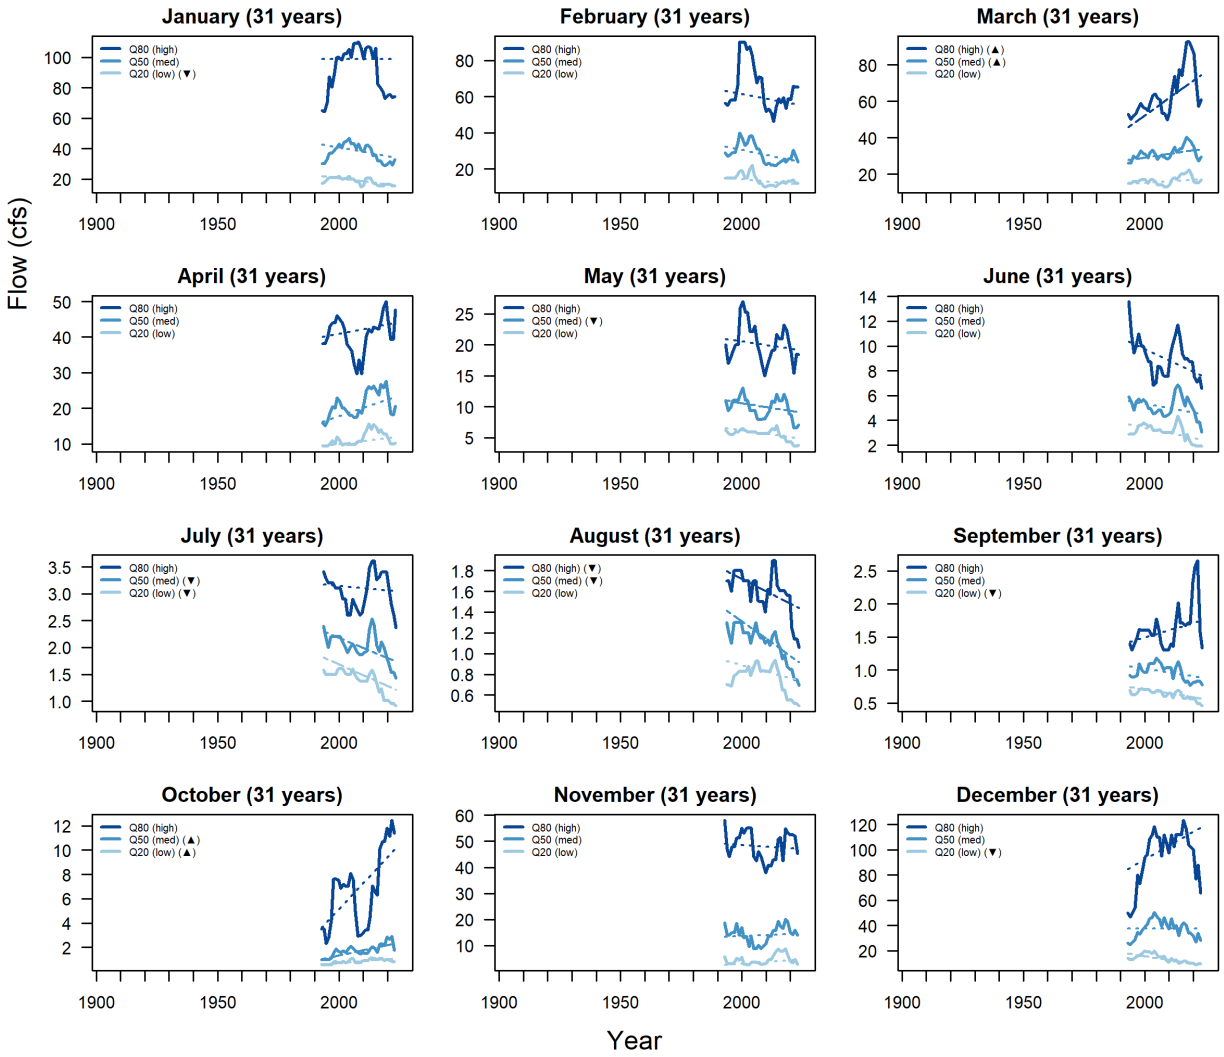 January (31 years)
Q80 (high)
Q50 (med)
Q20 (low) (▼)
100
80
60
40
20
1900
1950
2000
February (31 years)
Q80 (high)
Q50 (med)
Q20 (low)
80
60
40
20
1900
1950
2000
March (31 years)
Q80 (high) (▲)
Q50 (med) (▲)
Q20 (low)
80
60
40
20
1900
1950
2000
Flow (cfs)
April (31 years)
Q80 (high)
Q50 (med)
Q20 (low)
50
40
30
20
10
1900
1950
2000
May (31 years)
Q80 (high)
Q50 (med) (▼)
Q20 (low)
25
20
15
10
5
1900
1950
2000
June (31 years)
Q80 (high)
Q50 (med)
Q20 (low)
14
12
10
8
6
4
2
1900
1950
2000
July (31 years)
Q80 (high)
Q50 (med) (▼)
Q20 (low) (▼)
3.5
3.0
2.5
2.0
1.5
1.0
1900
1950
2000
August (31 years)
Q80 (high) (▼)
Q50 (med) (▼)
Q20 (low)
1.8
1.6
1.4
1.2
1.0
0.8
0.6
1900
1950
2000
September (31 years)
Q80 (high)
Q50 (med)
Q20 (low) (▼)
2.5
2.0
1.5
1.0
0.5
1900
1950
2000
October (31 years)
Q80 (high)
Q50 (med) (▲)
Q20 (low) (▲)
12
10
8
6
4
2
1900
1950
2000
November (31 years)
Q80 (high)
Q50 (med)
Q20 (low)
60
50
40
30
20
10
1900
1950
2000
December (31 years)
Q80 (high)
Q50 (med)
Q20 (low) (▼)
120
100
80
60
40
20
1900
1950
2000
Year